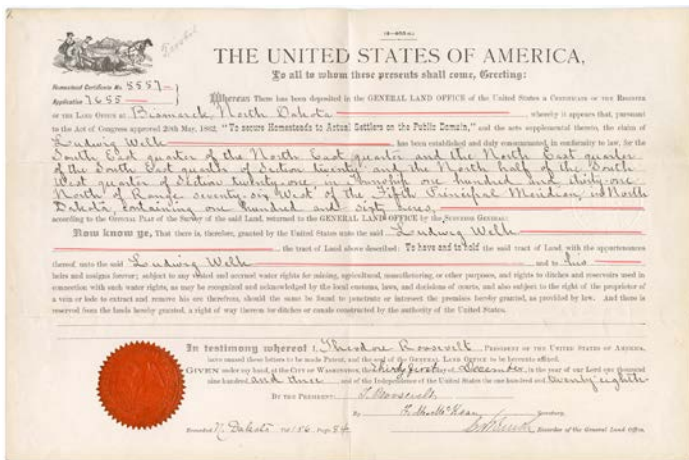 (4-403 r.)
THE UNITED STATES OF AMERICA,
To all to whom these presents shall come, Greeting:
Homestead Certificate No. 5557
Application 7655
Whereas There has been deposited in the GENERAL LAND OFFICE of the United States a Certificate of the Register
of the Land Office at Bismarck, North Dakota, whereby it appears that, pursuant
to the Act of Congress approved 20th May, 1862, "To secure Homesteads to Actual Settlers on the Public Domain," and the acts supplemental thereto, the claim of
Ludwig Welk has been established and duly consummated, in conformity to law, for the
South East quarter of the North East quarter and the North East quarter
of the South East quarter of Section twenty and the North half of the South
West quarter of Section twenty-one in Township one hundred and thirty-one
North of Range seventy-six West of the Fifth Principal Meridian, in North
Dakota, containing one hundred and sixty acres,
according to the Official Plat of the Survey of the said Land, returned to the GENERAL LAND OFFICE by the Surveyor General:
Now know ye, That there is, therefore, granted by the United States unto the said Ludwig Welk
the tract of Land above described: To have and to hold the said tract of Land, with the appurtenances
thereof, unto the said Ludwig Welk and to his
heirs and assigns forever; subject to any vested and accrued water rights for mining, agricultural, manufacturing, or other purposes, and rights to ditches and reservoirs used in
connection with such water rights, as may be recognized and acknowledged by the local customs, laws, and decisions of courts, and also subject to the right of the proprietor of
a vein or lode to extract and remove his ore therefrom, should the same be found to penetrate or intersect the premises hereby granted, as provided by law. And there is
reserved from the lands hereby granted, a right of way thereon for ditches or canals constructed by the authority of the United States.
In testimony whereof I, Theodore Roosevelt, President of the United States of America,
have caused these letters to be made Patent, and the seal of the General Land Office to be hereunto affixed.
Given under my hand, at the City of Washington, the thirty first day of December, in the year of our Lord one thousand
nine hundred and three, and of the Independence of the United States the one hundred and twenty-eighth
By the President: T. Roosevelt
By F. M. McKean, Secretary.
Recorded N. Dakota Vol. 156 Page 84
Recorder of the General Land Office.